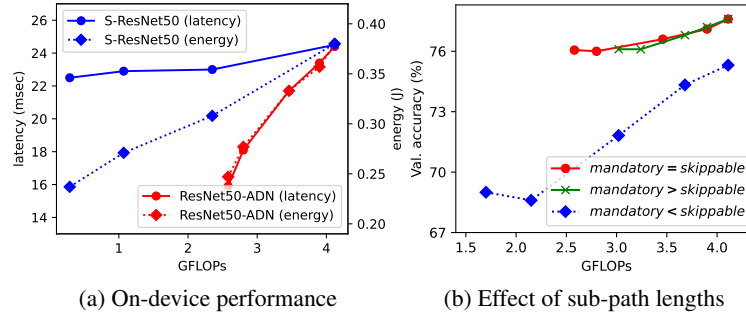 S-ResNet50 (latency)
S-ResNet50 (energy)
ResNet50-ADN (latency)
ResNet50-ADN (energy)
latency (msec)
26
24
22
20
18
16
14
energy (J)
0.40
0.35
0.30
0.25
0.20
0
1
2
3
4
GFLOPs
(a) On-device performance
Val. accuracy (%)
76
73
70
67
mandatory = skippable
mandatory > skippable
mandatory < skippable
1.5
2.0
2.5
3.0
3.5
4.0
GFLOPs
(b) Effect of sub-path lengths